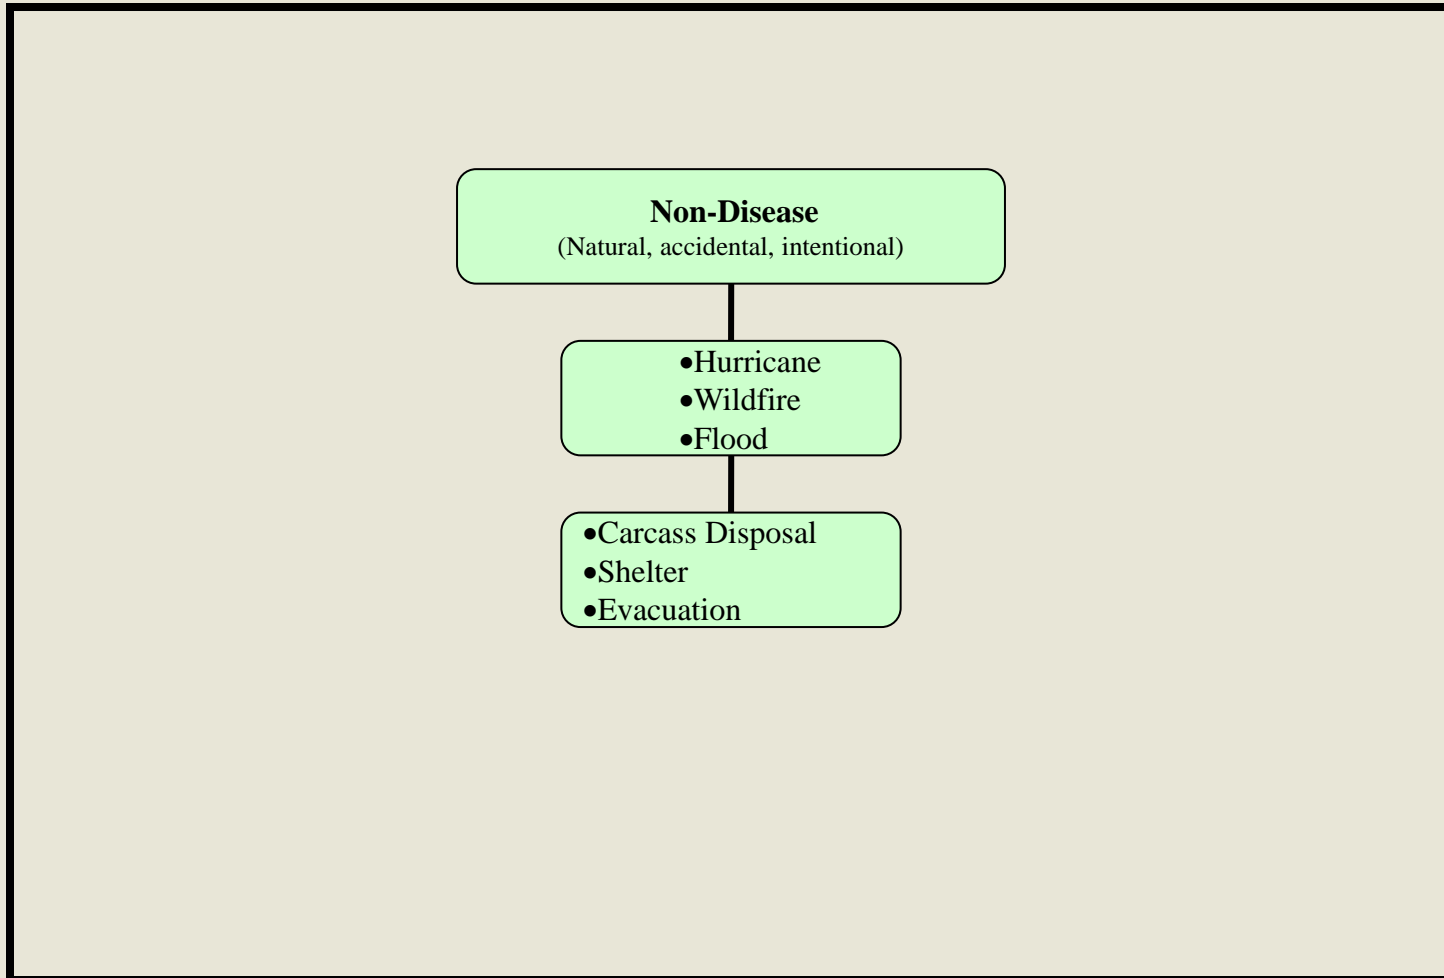 Non-Disease
(Natural, accidental, intentional)
•Hurricane
•Wildfire
•Flood
•Carcass Disposal
•Shelter
•Evacuation